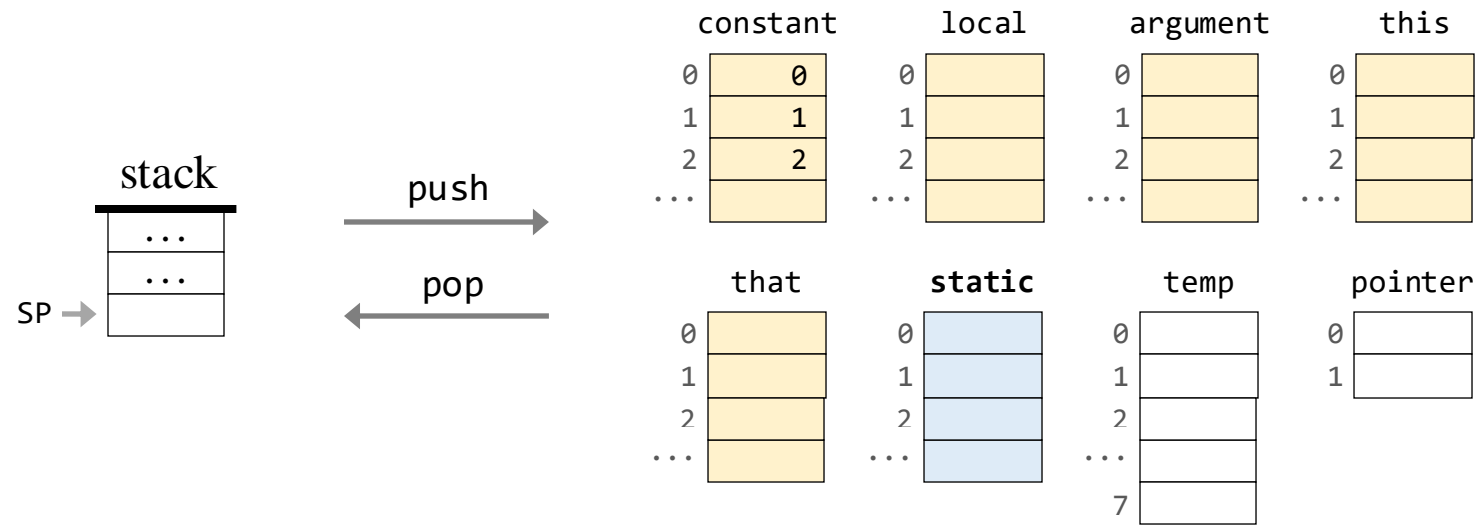 constant local argument this
0 0 0 0 0
1 1 1 1 1
2 2 2 2 2
... ... ... ...
stack
...
...
SP
push
pop
that static temp pointer
0 0 0 0
1 1 1 1
2 2 2
... ... ...
7